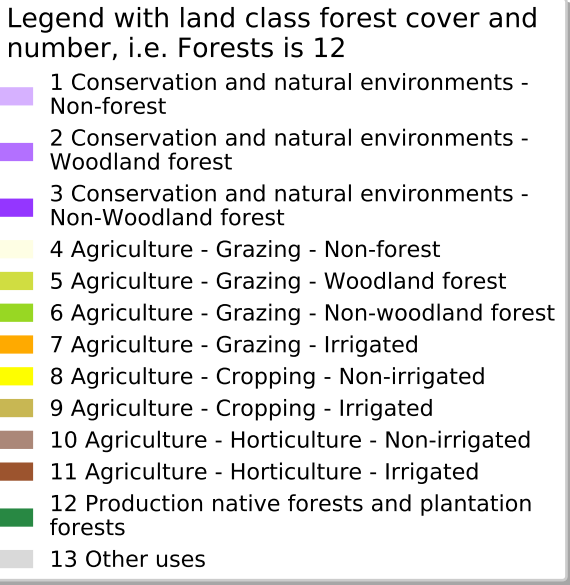 Legend with land class forest cover and
number, i.e. Forests is 12
1 Conservation and natural environments -
Non-forest
2 Conservation and natural environments -
Woodland forest
3 Conservation and natural environments -
Non-Woodland forest
4 Agriculture - Grazing - Non-forest
5 Agriculture - Grazing - Woodland forest
6 Agriculture - Grazing - Non-woodland forest
7 Agriculture - Grazing - Irrigated
8 Agriculture - Cropping - Non-irrigated
9 Agriculture - Cropping - Irrigated
10 Agriculture - Horticulture - Non-irrigated
11 Agriculture - Horticulture - Irrigated
12 Production native forests and plantation
forests
13 Other uses